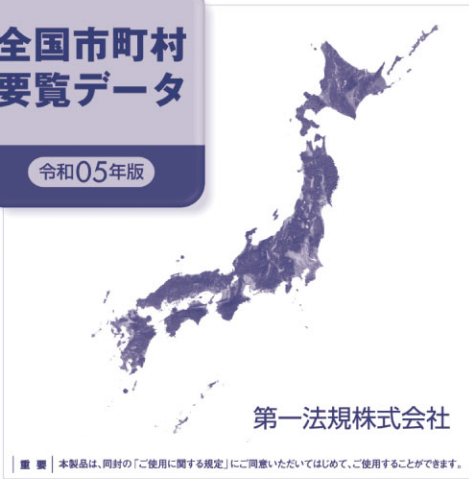 全国市町村
要覧データ
令和05年版
第一法規株式会社
重要 本製品は、同封の「ご使用に関する規定」にご同意いただいてはじめて、ご使用することができます。